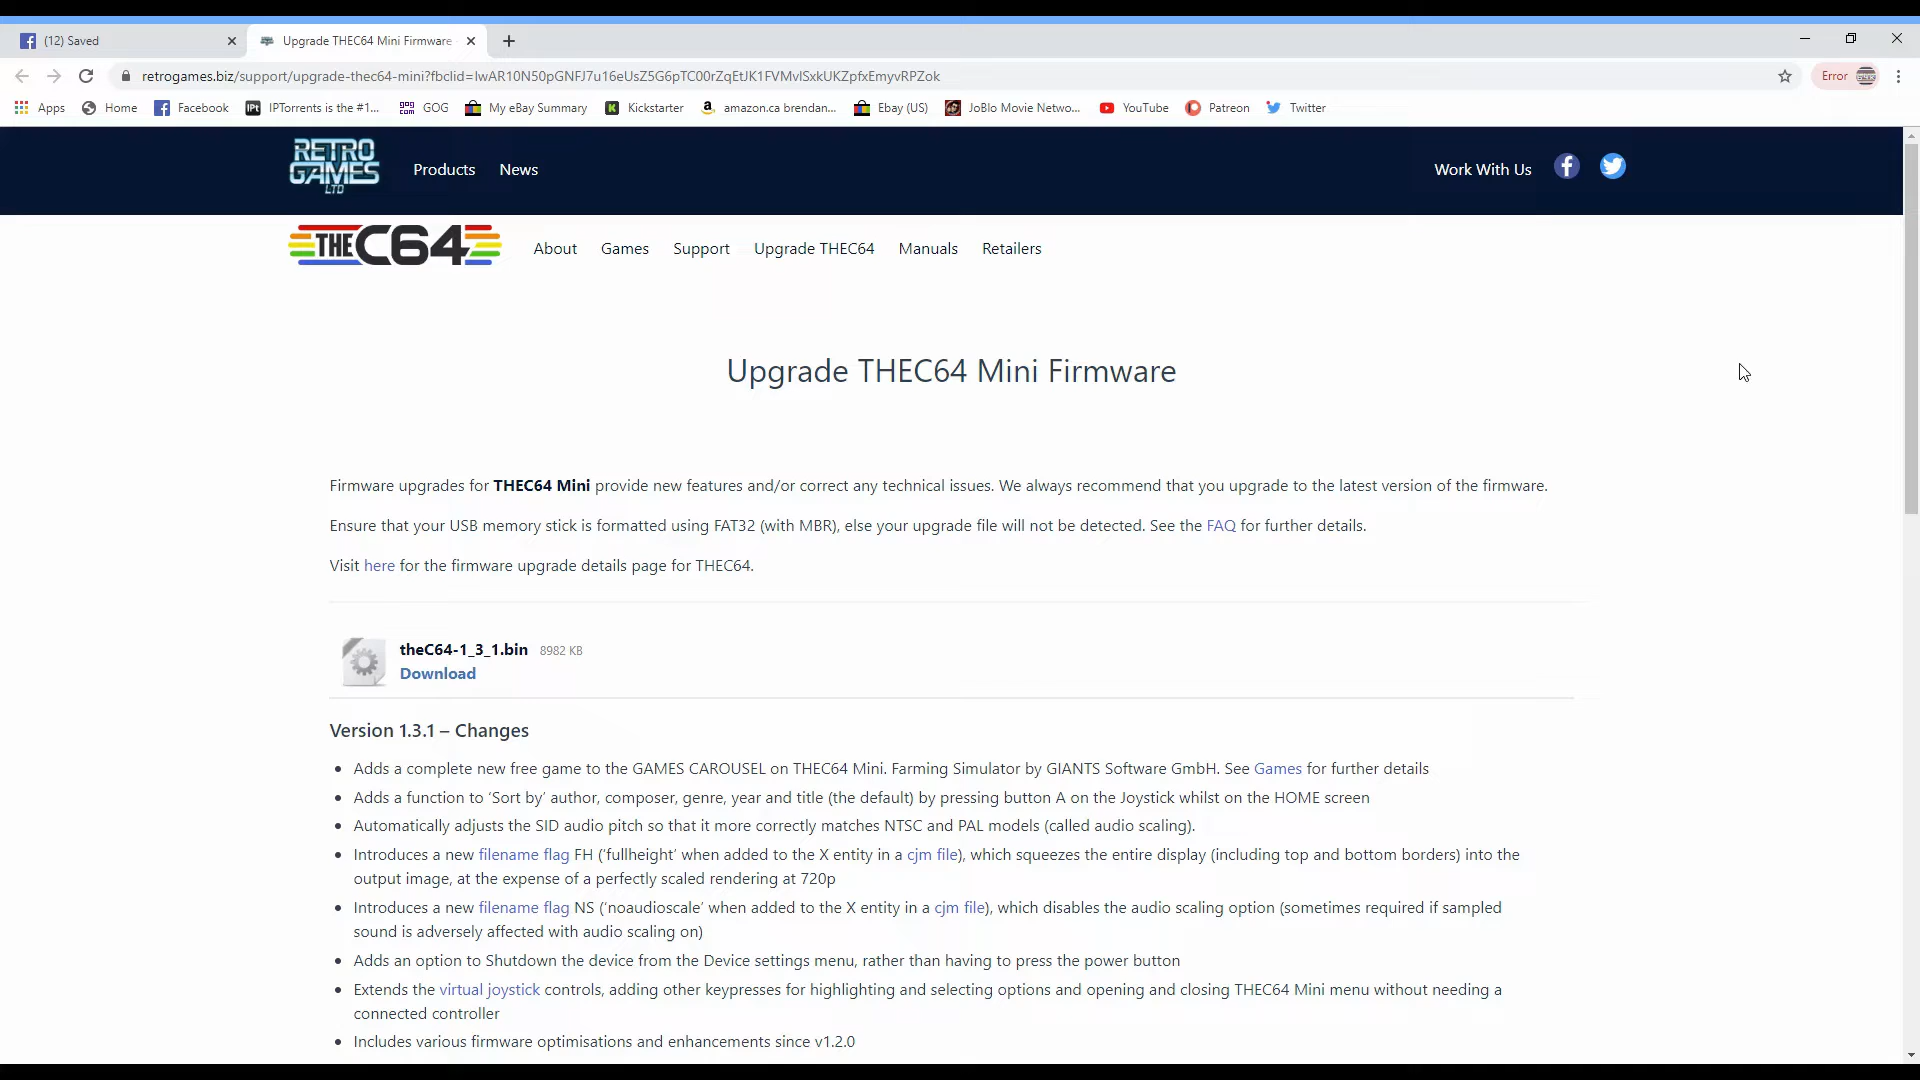 (12) Saved
Upgrade THEC64 Mini Firmware
retrogames.biz/support/upgrade-thec64-mini?fbclid=IwAR10N50pGNFJ7u16eUsZ5G6pTC00rZqEtJK1FVMvlSxkUKZpfxEmyvRPZok
Error
Apps
Home
Facebook
IPTorrents is the #1...
GOG
My eBay Summary
Kickstarter
amazon.ca brendan...
Ebay (US)
JoBlo Movie Netwo...
YouTube
Patreon
Twitter
RETRO
GAMES
LTD
Products
News
Work With Us
THEC64
About
Games
Support
Upgrade THEC64
Manuals
Retailers
Upgrade THEC64 Mini Firmware
Firmware upgrades for THEC64 Mini provide new features and/or correct any technical issues. We always recommend that you upgrade to the latest version of the firmware.
Ensure that your USB memory stick is formatted using FAT32 (with MBR), else your upgrade file will not be detected. See the FAQ for further details.
Visit here for the firmware upgrade details page for THEC64.
theC64-1_3_1.bin 8982 KB
Download
Version 1.3.1 – Changes
• Adds a complete new free game to the GAMES CAROUSEL on THEC64 Mini. Farming Simulator by GIANTS Software GmbH. See Games for further details
• Adds a function to ‘Sort by’ author, composer, genre, year and title (the default) by pressing button A on the Joystick whilst on the HOME screen
• Automatically adjusts the SID audio pitch so that it more correctly matches NTSC and PAL models (called audio scaling).
• Introduces a new filename flag FH (‘fullheight’ when added to the X entity in a cjm file), which squeezes the entire display (including top and bottom borders) into the
output image, at the expense of a perfectly scaled rendering at 720p
• Introduces a new filename flag NS (‘noaudioscale’ when added to the X entity in a cjm file), which disables the audio scaling option (sometimes required if sampled
sound is adversely affected with audio scaling on)
• Adds an option to Shutdown the device from the Device settings menu, rather than having to press the power button
• Extends the virtual joystick controls, adding other keypresses for highlighting and selecting options and opening and closing THEC64 Mini menu without needing a
connected controller
• Includes various firmware optimisations and enhancements since v1.2.0